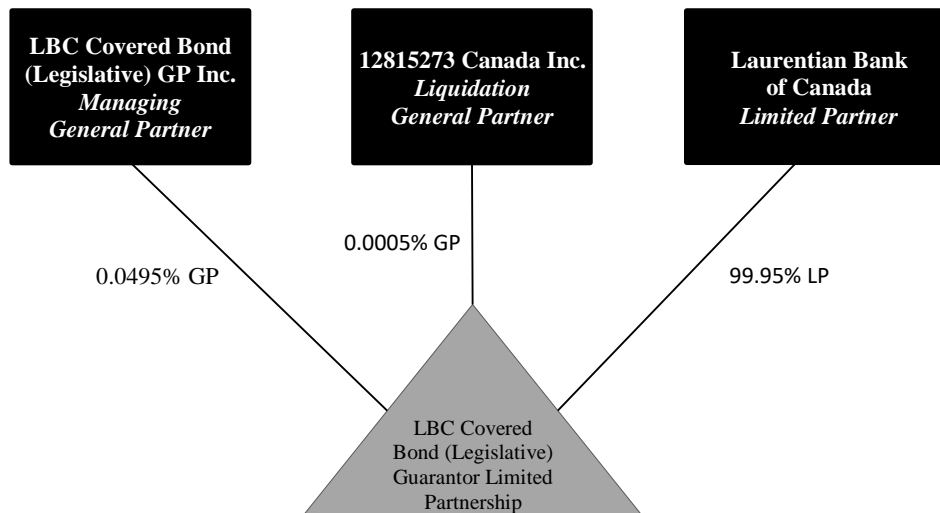 LBC Covered Bond
(Legislative) GP Inc.
Managing
General Partner
12815273 Canada Inc.
Liquidation
General Partner
Laurentian Bank
of Canada
Limited Partner
0.0495% GP
0.0005% GP
99.95% LP
LBC Covered
Bond (Legislative)
Guarantor Limited
Partnership